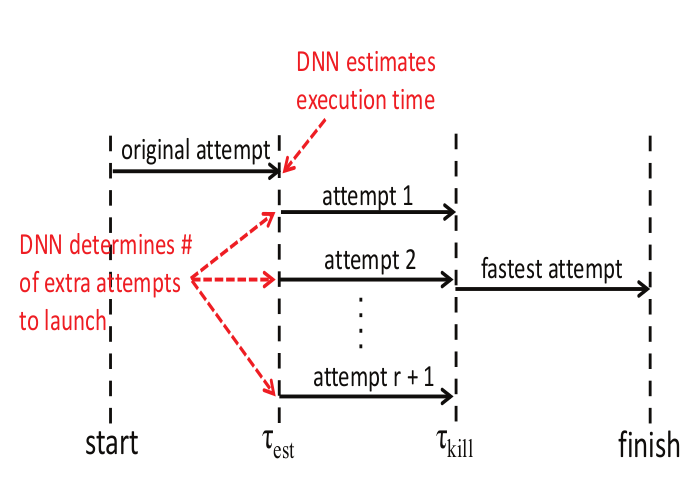 DNN estimates
execution time
original attempt
attempt 1
DNN determines #
of extra attempts
to launch
attempt 2
fastest attempt
attempt r + 1
start
τest
τkill
finish